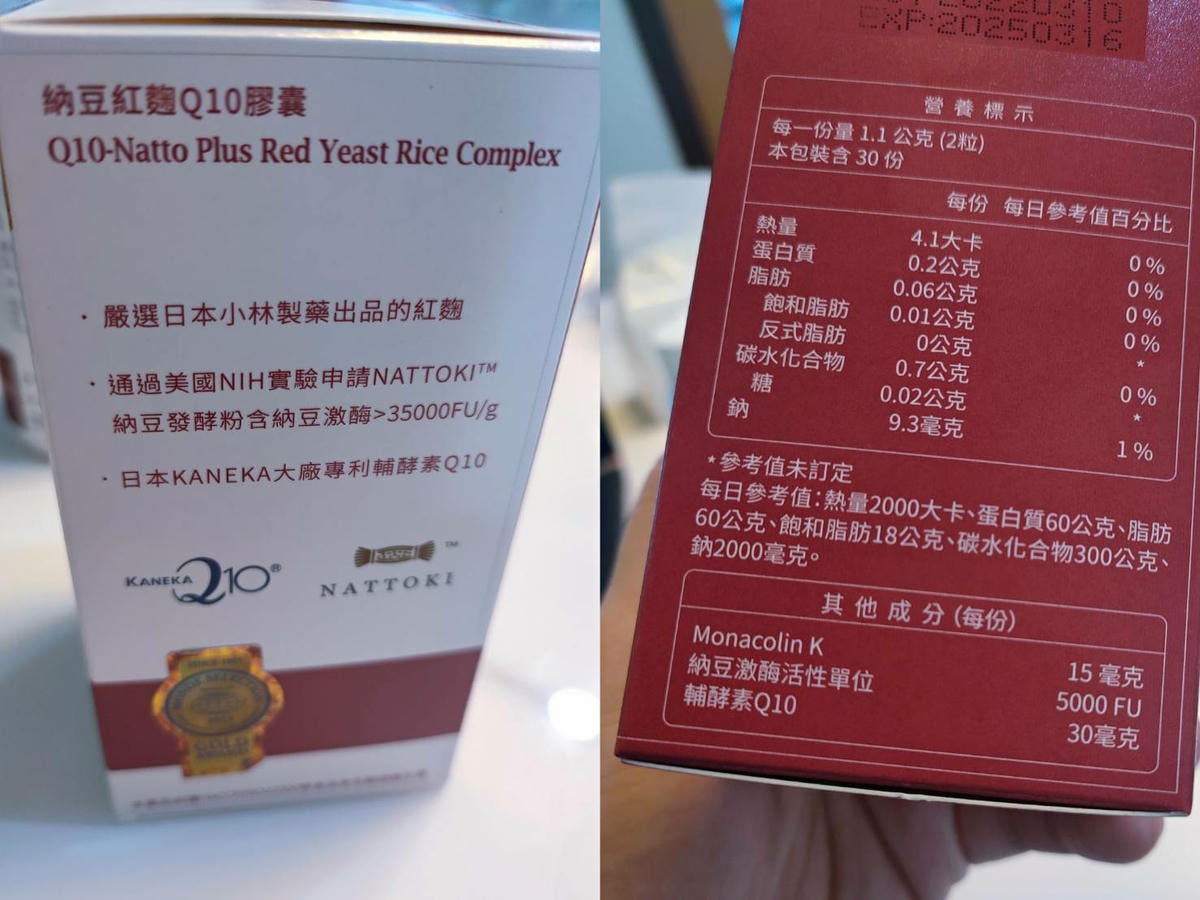 納豆紅麴Q10膠囊
Q10-Natto Plus Red Yeast Rice Complex
· 嚴選日本小林製藥出品的紅麴
· 通過美國NIH實驗申請NATTOKI™
納豆發酵粉含納豆激酶>35000FU/g
· 日本KANEKA大廠專利輔酵素Q10
KANEKA Q10®
NATTOKI ™
GOLD
EXP:20250316
營養標示
每一份量 1.1 公克 (2粒)
本包裝含 30 份
每份 每日參考值百分比
熱量 4.1大卡 0%
蛋白質 0.2公克 0%
脂肪 0.06公克 0%
飽和脂肪 0.01公克 0%
反式脂肪 0公克 *
碳水化合物 0.7公克 0%
糖 0.02公克 *
鈉 9.3毫克 1%
*參考值未訂定
每日參考值：熱量2000大卡、蛋白質60公克、脂肪
60公克、飽和脂肪18公克、碳水化合物300公克、
鈉2000毫克。
其他成分 (每份)
Monacolin K 15 毫克
納豆激酶活性單位 5000 FU
輔酵素Q10 30毫克